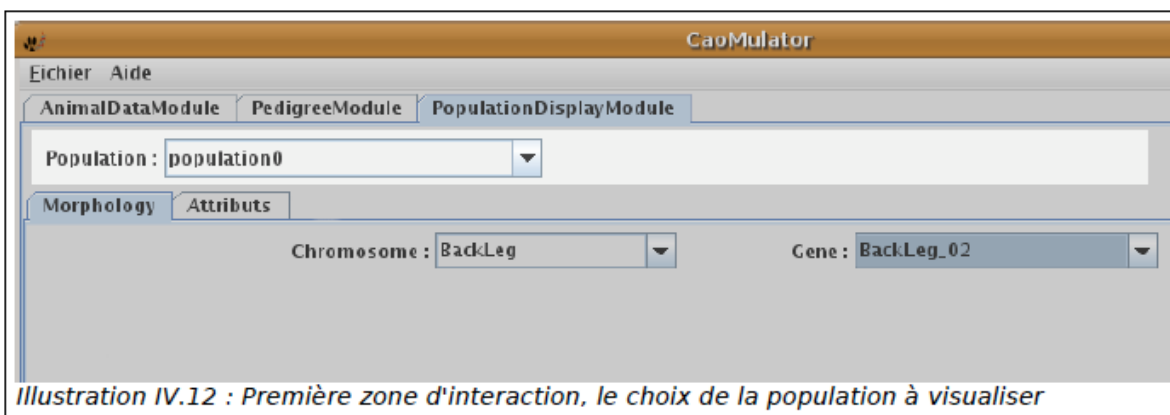 CaoMulator
Fichier Aide
AnimalDataModule PedigreeModule PopulationDisplayModule
Population : population0
Morphology Attributs
Chromosome : BackLeg Gene : BackLeg_02
Illustration IV.12 : Première zone d'interaction, le choix de la population à visualiser